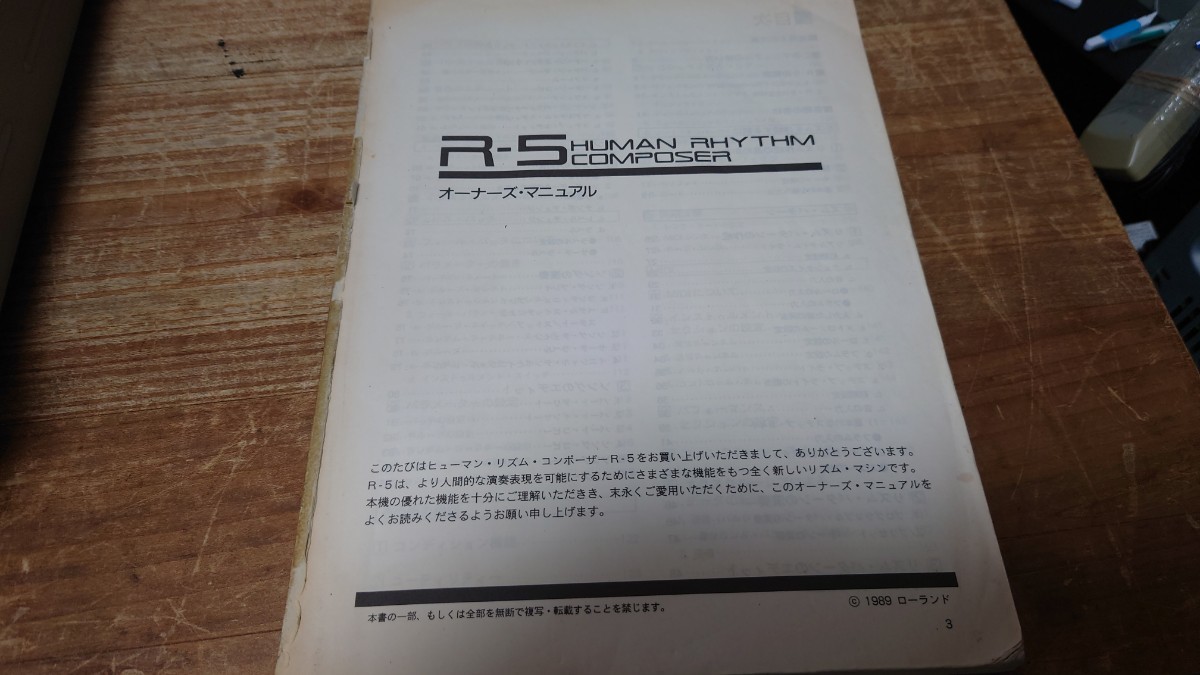 R-5 HUMAN RHYTHM
COMPOSER
オーナーズ・マニュアル
このたびはヒューマン・リズム・コンポーザーR-5をお買い上げいただきまして、ありがとうございます。
R-5は、より人間的な演奏表現を可能にするためにさまざまな機能をもつ全く新しいリズム・マシンです。
本機の優れた機能を十分にご理解いただきき、末永くご愛用いただくために、このオーナーズ・マニュアルを
よくお読みくださるようお願い申し上げます。
本書の一部、もしくは全部を無断で複写・転載することを禁じます。
© 1989 ローランド
3